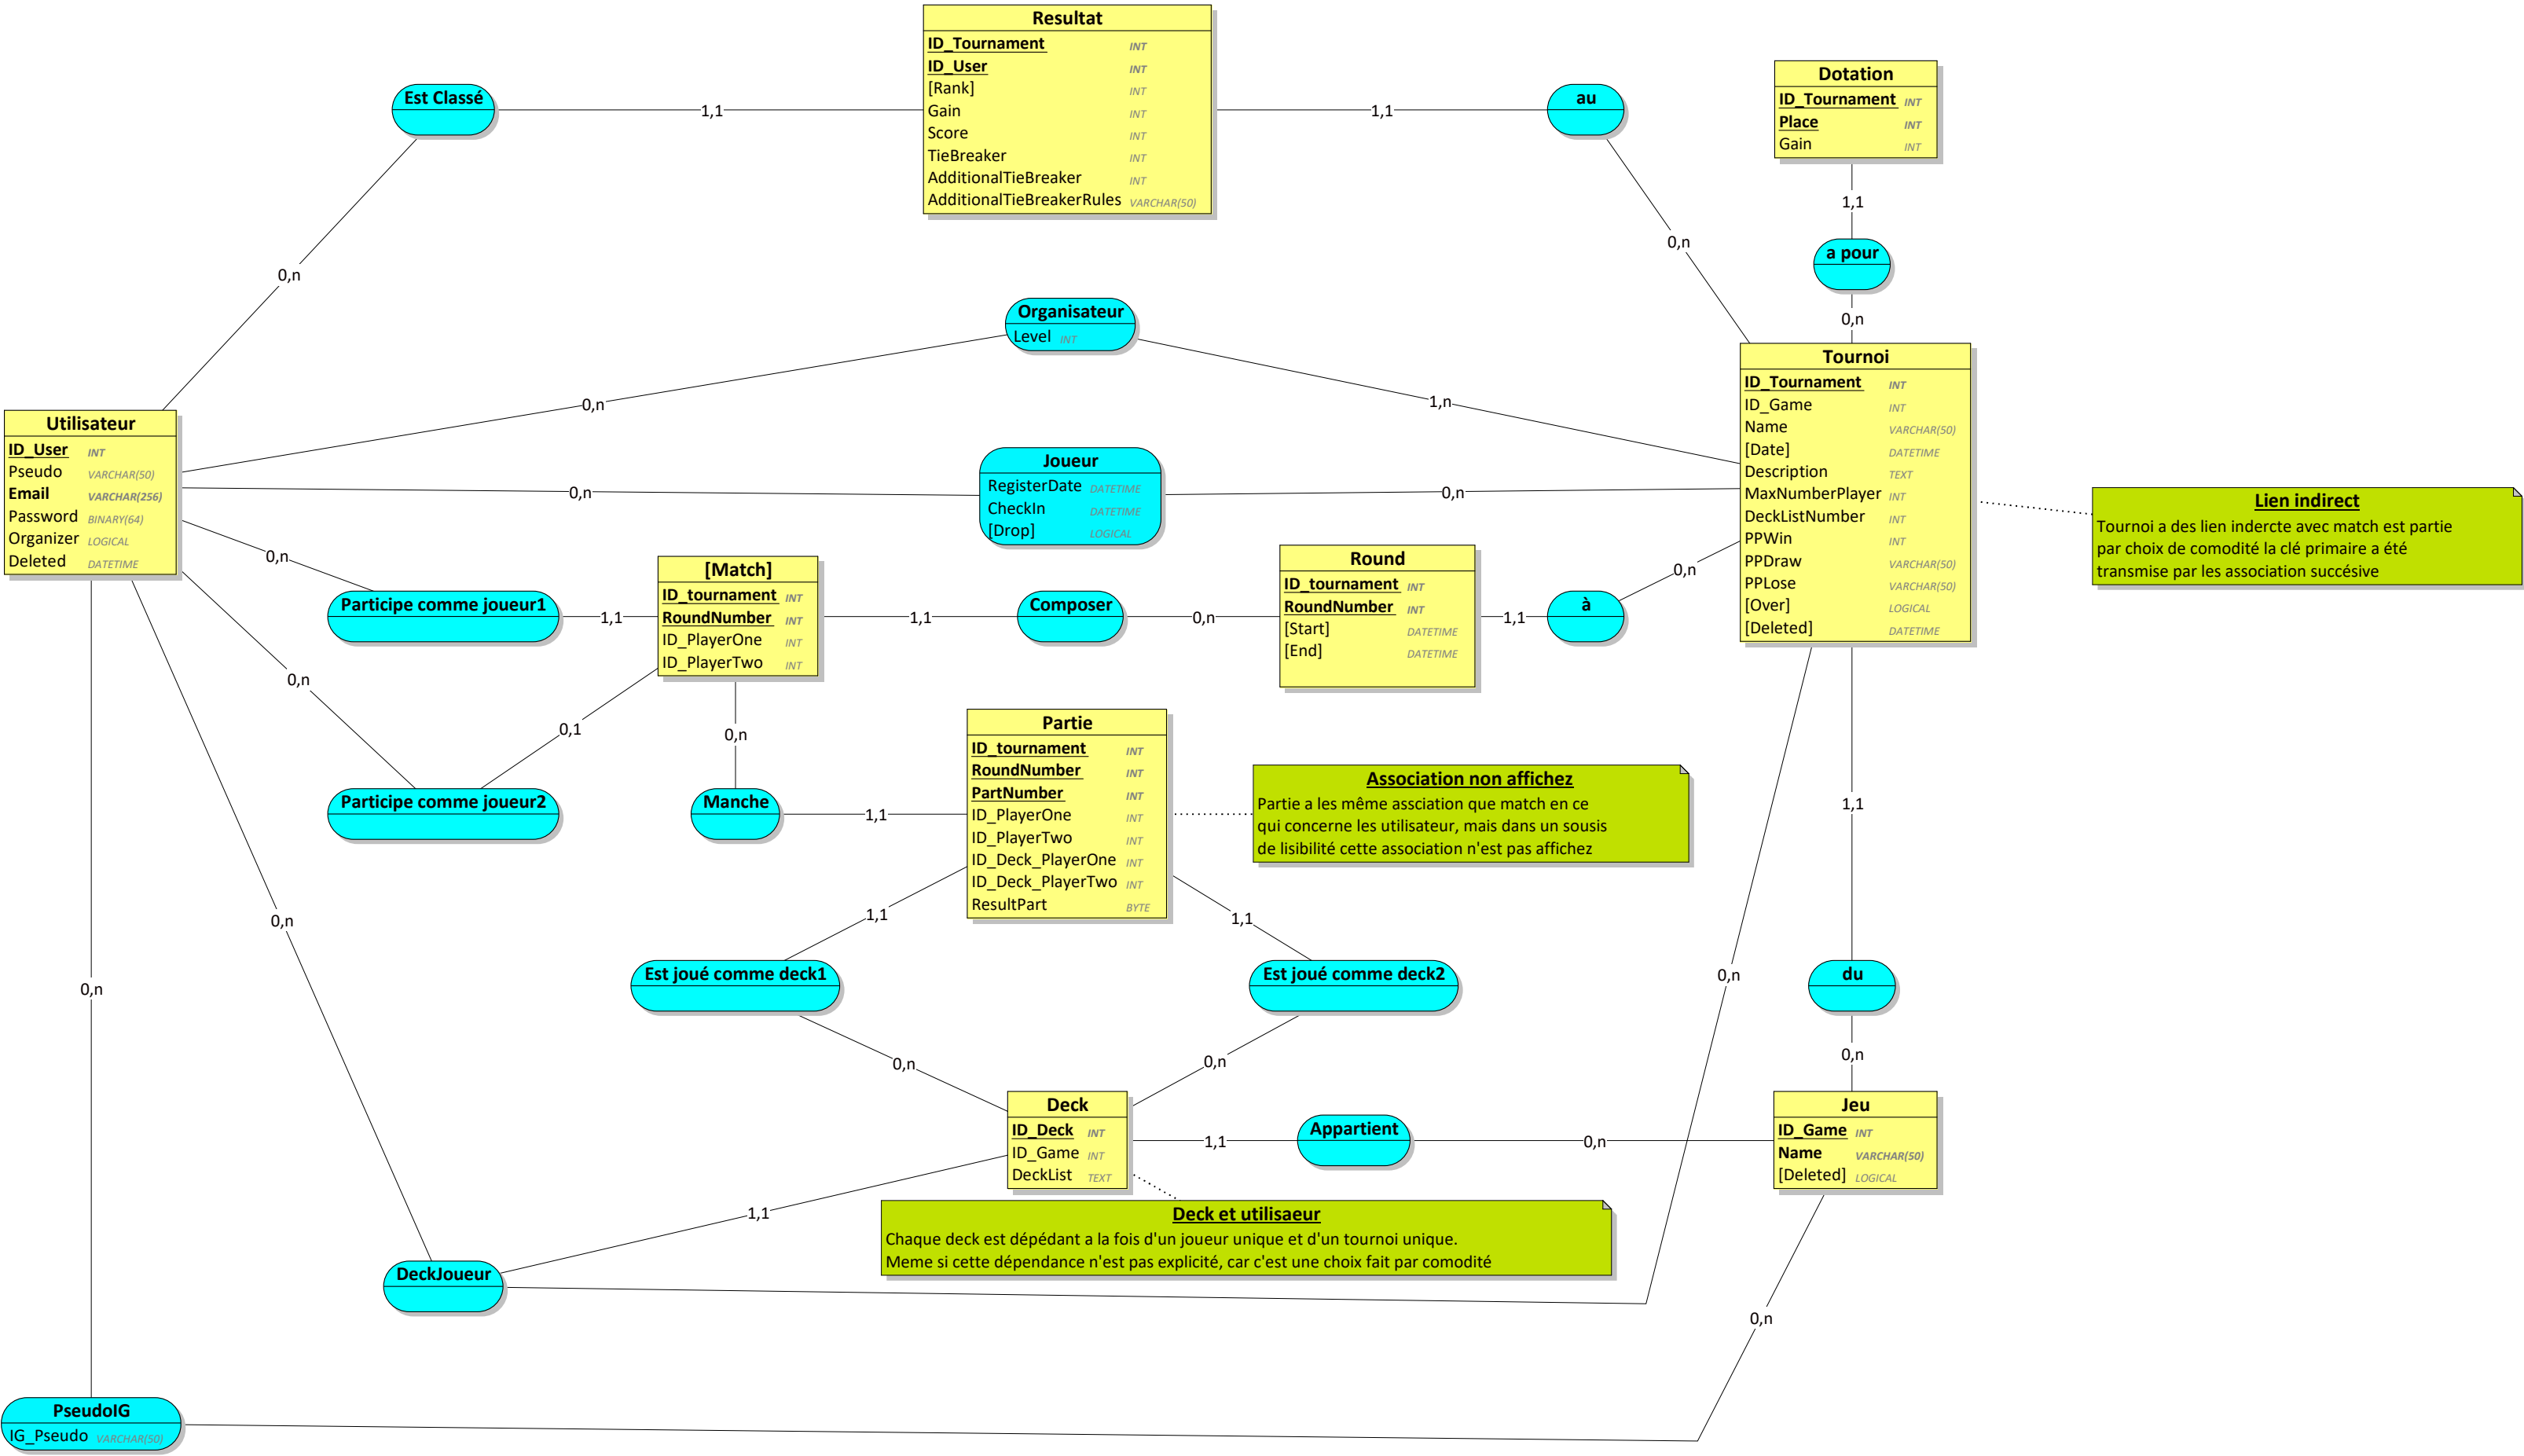 Resultat
ID_Tournament INT
ID_User INT
[Rank] INT
Gain INT
Score INT
TieBreaker INT
AdditionalTieBreaker INT
AdditionalTieBreakerRules VARCHAR(50)
Dotation
ID_Tournament INT
Place INT
Gain INT
Est Classé
1,1
1,1
au
1,1
0,n
a pour
0,n
0,n
Organisateur
Level INT
0,n
1,n
Tournoi
ID_Tournament INT
ID_Game INT
Name VARCHAR(50)
[Date] DATETIME
Description TEXT
MaxNumberPlayer INT
DeckListNumber INT
PPWin INT
PPDraw VARCHAR(50)
PPLose VARCHAR(50)
[Over] LOGICAL
[Deleted] DATETIME
Utilisateur
ID_User INT
Pseudo VARCHAR(50)
Email VARCHAR(256)
Password BINARY(64)
Organizer LOGICAL
Deleted DATETIME
Joueur
RegisterDate DATETIME
CheckIn DATETIME
[Drop] LOGICAL
0,n
0,n
Lien indirect
Tournoi a des lien indercte avec match est partie
par choix de comodité la clé primaire a été
transmise par les association succésive
0,n
[Match]
ID_tournament INT
RoundNumber INT
ID_PlayerOne INT
ID_PlayerTwo INT
Round
ID_tournament INT
RoundNumber INT
[Start] DATETIME
[End] DATETIME
0,n
Participe comme joueur1
1,1
1,1
Composer
0,n
1,1
à
0,n
0,1
0,n
Partie
ID_tournament INT
RoundNumber INT
PartNumber INT
ID_PlayerOne INT
ID_PlayerTwo INT
ID_Deck_PlayerOne INT
ID_Deck_PlayerTwo INT
ResultPart BYTE
Association non affichez
Partie a les même assciation que match en ce
qui concerne les utilisateur, mais dans un sousis
de lisibilité cette association n'est pas affichez
Participe comme joueur2
Manche
1,1
1,1
0,n
1,1
1,1
Est joué comme deck1
Est joué comme deck2
0,n
du
0,n
0,n
0,n
0,n
Deck
ID_Deck INT
ID_Game INT
DeckList TEXT
1,1
Appartient
0,n
Jeu
ID_Game INT
Name VARCHAR(50)
[Deleted] LOGICAL
1,1
Deck et utilisaeur
Chaque deck est dépédant a la fois d'un joueur unique et d'un tournoi unique.
Meme si cette dépendance n'est pas explicité, car c'est une choix fait par comodité
DeckJoueur
0,n
PseudoIG
IG_Pseudo VARCHAR(50)